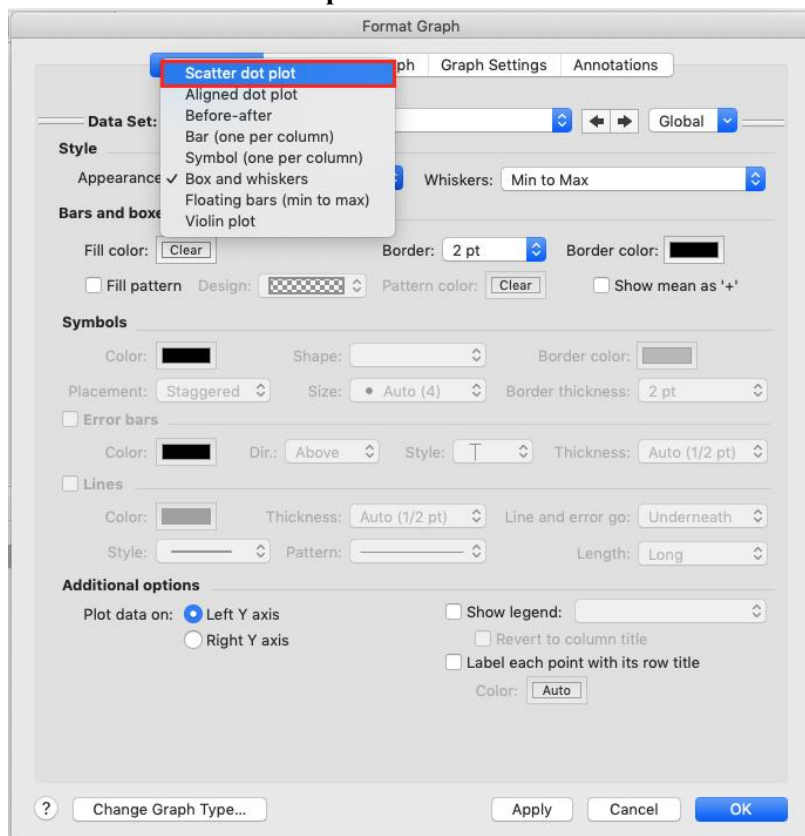 Format Graph
ph Graph Settings Annotations
Scatter dot plot
Aligned dot plot
Before-after
Bar (one per column)
Symbol (one per column)
✓ Box and whiskers
Floating bars (min to max)
Violin plot
Data Set: Global
Style
Appearance Whiskers: Min to Max
Bars and boxe
Fill color: Clear Border: 2 pt Border color:
Fill pattern Design: Pattern color: Clear Show mean as '+'
Symbols
Color: Shape: Border color:
Placement: Staggered Size: • Auto (4) Border thickness: 2 pt
Error bars
Color: Dir.: Above Style: Thickness: Auto (1/2 pt)
Lines
Color: Thickness: Auto (1/2 pt) Line and error go: Underneath
Style: Pattern: Length: Long
Additional options
Plot data on: Left Y axis Show legend:
Right Y axis Revert to column title
Label each point with its row title
Color: Auto
? Change Graph Type... Apply Cancel OK